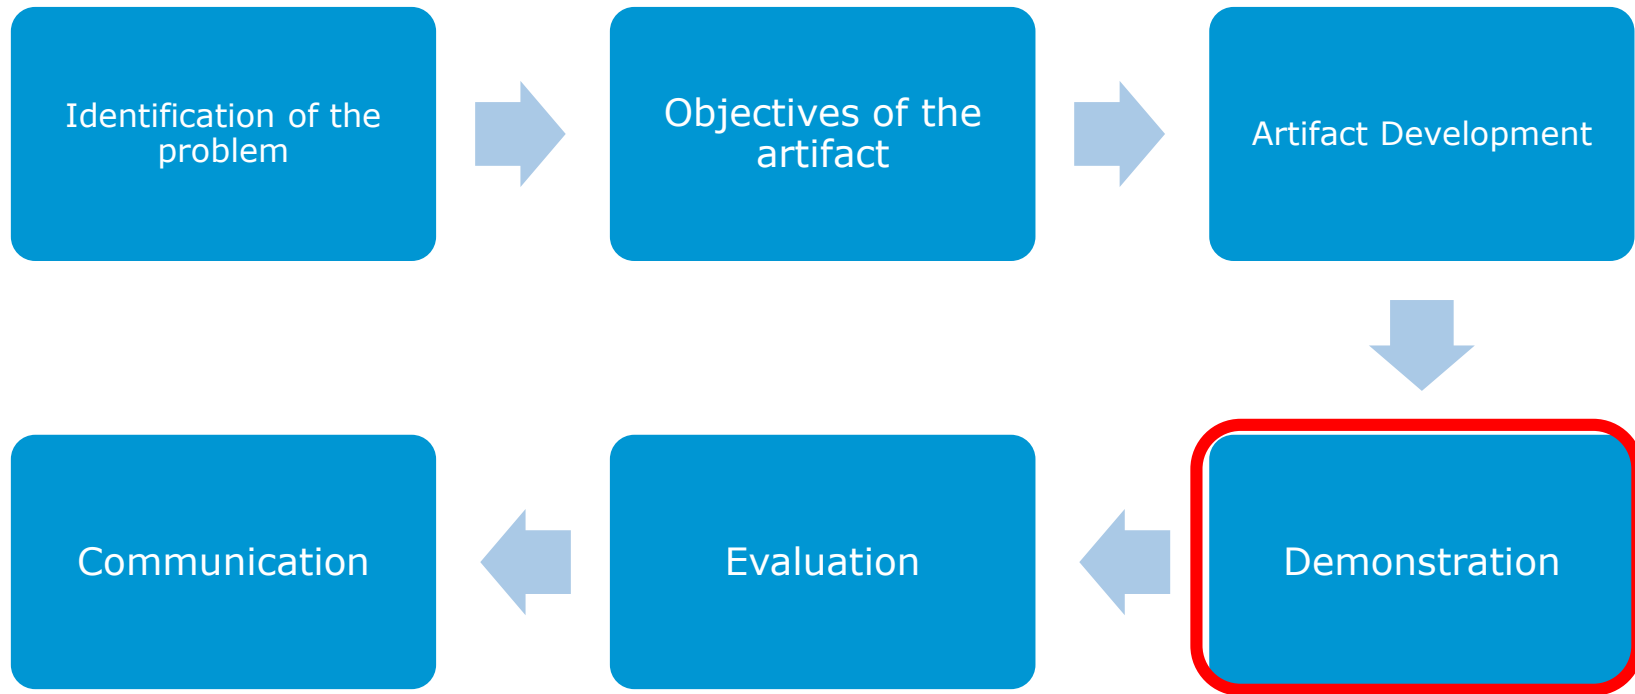 Identification of the
problem
Objectives of the
artifact
Artifact Development
Demonstration
Evaluation
Communication